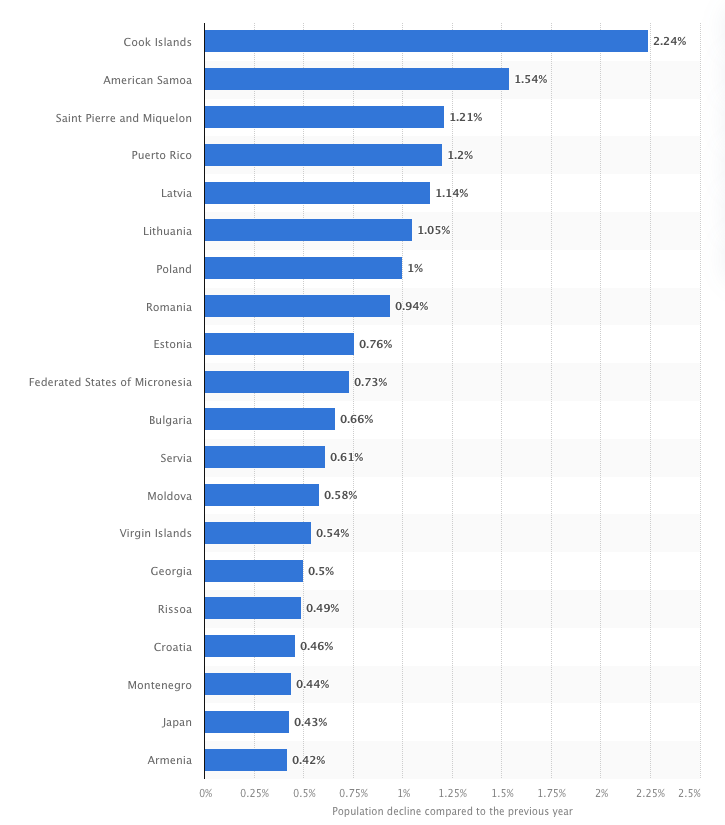 Cook Islands 2.24%
American Samoa 1.54%
Saint Pierre and Miquelon 1.21%
Puerto Rico 1.2%
Latvia 1.14%
Lithuania 1.05%
Poland 1%
Romania 0.94%
Estonia 0.76%
Federated States of Micronesia 0.73%
Bulgaria 0.66%
Servia 0.61%
Moldova 0.58%
Virgin Islands 0.54%
Georgia 0.5%
Rissoa 0.49%
Croatia 0.46%
Montenegro 0.44%
Japan 0.43%
Armenia 0.42%
0% 0.25% 0.5% 0.75% 1% 1.25% 1.5% 1.75% 2% 2.25% 2.5%
Population decline compared to the previous year